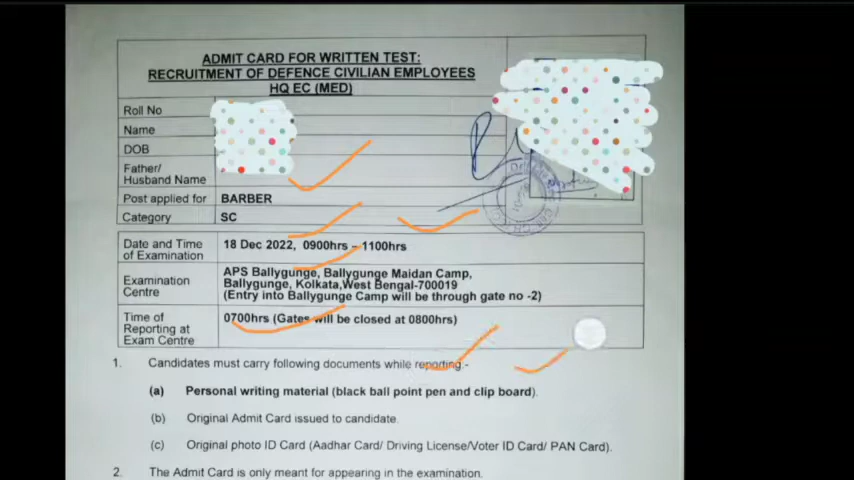 ADMIT CARD FOR WRITTEN TEST:
RECRUITMENT OF DEFENCE CIVILIAN EMPLOYEES
HQ EC (MED)
Roll No
Name
DOB
Father/
Husband Name
Post applied for BARBER
Category SC
Date and Time
of Examination
18 Dec 2022, 0900hrs – 1100hrs
Examination
Centre
APS Ballygunge, Ballygunge Maidan Camp,
Ballygunge, Kolkata,West Bengal-700019
(Entry into Ballygunge Camp will be through gate no -2)
Time of
Reporting at
Exam Centre
0700hrs (Gates will be closed at 0800hrs)
1. Candidates must carry following documents while reporting:-
(a) Personal writing material (black ball point pen and clip board).
(b) Original Admit Card issued to candidate.
(c) Original photo ID Card (Aadhar Card/ Driving License/Voter ID Card/ PAN Card).
2. The Admit Card is only meant for appearing in the examination.